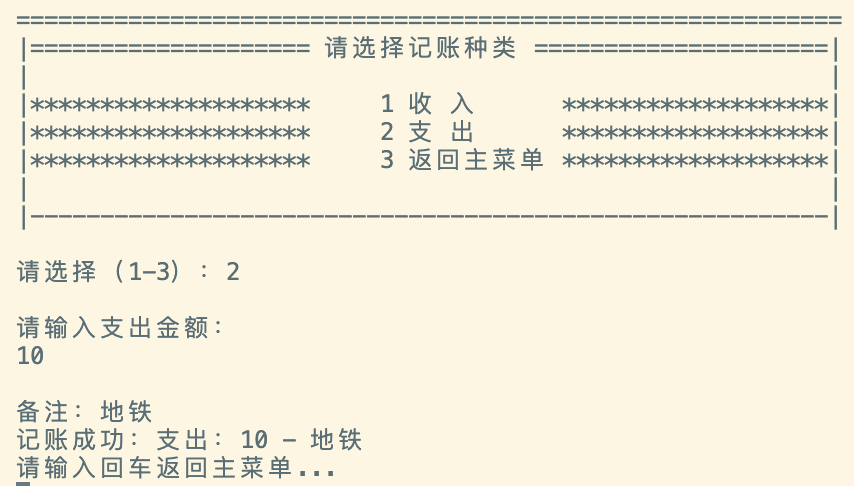 ===========================================================
|==================== 请选择记账种类 =====================|
|                                                         |
|********************     1 收 入      *******************|
|********************     2 支 出      *******************|
|********************     3 返回主菜单 *******************|
|                                                         |
|---------------------------------------------------------|
请选择（1-3）: 2
请输入支出金额:
10
备注: 地铁
记账成功: 支出: 10 - 地铁
请输入回车返回主菜单...